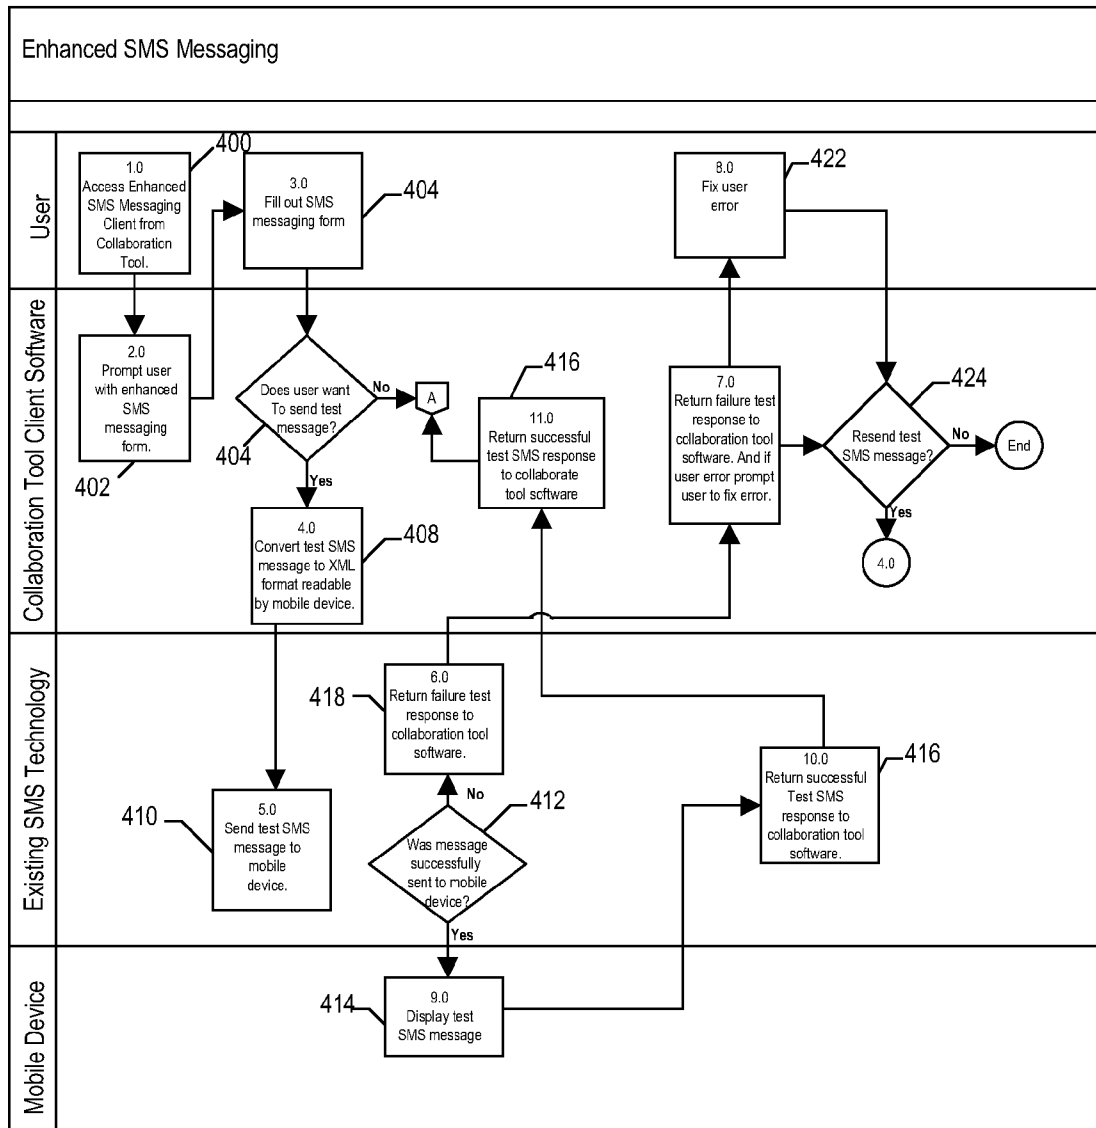 Enhanced SMS Messaging
User
1.0
Access Enhanced
SMS Messaging
Client from
Collaboration
Tool.
400
3.0
Fill out SMS
messaging form
404
8.0
Fix user
error
422
Collaboration Tool Client Software
2.0
Prompt user
with enhanced
SMS
messaging
form.
402
Does user want
To send test
message?
404
No
Yes
A
416
11.0
Return successful
test SMS response
to collaborate
tool software
7.0
Return failure test
response to
collaboration tool
software. And if
user error prompt
user to fix error.
424
Resend test
SMS message?
No
End
Yes
4.0
4.0
Convert test SMS
message to XML
format readable
by mobile device.
408
Existing SMS Technology
418
6.0
Return failure test
response to
collaboration tool
software.
No
410
5.0
Send test SMS
message to
mobile
device.
412
Was message
successfully
sent to mobile
device?
Yes
10.0
Return successful
Test SMS
response to
collaboration tool
software.
416
Mobile Device
414
9.0
Display test
SMS message